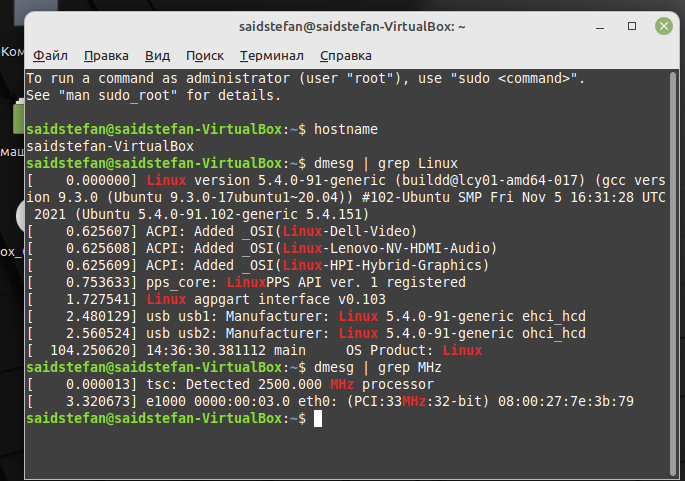 saidstefan@saidstefan-VirtualBox: ~
Файл Правка Вид Поиск Терминал Справка
To run a command as administrator (user "root"), use "sudo <command>".
See "man sudo_root" for details.
saidstefan@saidstefan-VirtualBox:~$ hostname
saidstefan-VirtualBox
saidstefan@saidstefan-VirtualBox:~$ dmesg | grep Linux
[    0.000000] Linux version 5.4.0-91-generic (buildd@lcy01-amd64-017) (gcc vers
ion 9.3.0 (Ubuntu 9.3.0-17ubuntu1~20.04)) #102-Ubuntu SMP Fri Nov 5 16:31:28 UTC
 2021 (Ubuntu 5.4.0-91.102-generic 5.4.151)
[    0.625607] ACPI: Added _OSI(Linux-Dell-Video)
[    0.625608] ACPI: Added _OSI(Linux-Lenovo-NV-HDMI-Audio)
[    0.625609] ACPI: Added _OSI(Linux-HPI-Hybrid-Graphics)
[    0.753633] pps_core: LinuxPPS API ver. 1 registered
[    1.727541] Linux agpgart interface v0.103
[    2.480129] usb usb1: Manufacturer: Linux 5.4.0-91-generic ehci_hcd
[    2.560524] usb usb2: Manufacturer: Linux 5.4.0-91-generic ohci_hcd
[  104.250620] 14:36:30.381112 main     OS Product: Linux
saidstefan@saidstefan-VirtualBox:~$ dmesg | grep MHz
[    0.000013] tsc: Detected 2500.000 MHz processor
[    3.320673] e1000 0000:00:03.0 eth0: (PCI:33MHz:32-bit) 08:00:27:7e:3b:79
saidstefan@saidstefan-VirtualBox:~$
Ком
маш
ox_